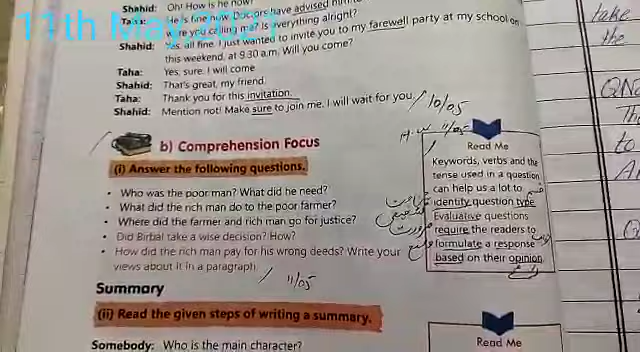 Shahid: Oh! How is he now?
Taha: He is fine now. Doctors have advised him
are you calling me? Is everything alright?
Shahid: Yes, all fine. I just wanted to invite you to my farewell party at my school on
this weekend, at 9.30 a.m. Will you come?
Taha: Yes, sure. I will come.
Shahid: That's great, my friend.
Taha: Thank you for this invitation.
Shahid: Mention not! Make sure to join me. I will wait for you.
10/05
11th May 2021
take
the
QNo
The
to
b) Comprehension Focus
H.W 11/05
(i) Answer the following questions.
• Who was the poor man? What did he need?
• What did the rich man do to the poor farmer?
• Where did the farmer and rich man go for justice?
• Did Birbal take a wise decision? How?
• How did the rich man pay for his wrong deeds? Write your
views about it in a paragraph.
11/05
Read Me
Keywords, verbs and the
tense used in a question
can help us a lot to
identify question type.
Evaluative questions
require the readers to
formulate a response
based on their opinion.
Summary
(ii) Read the given steps of writing a summary.
Somebody: Who is the main character?
Read Me